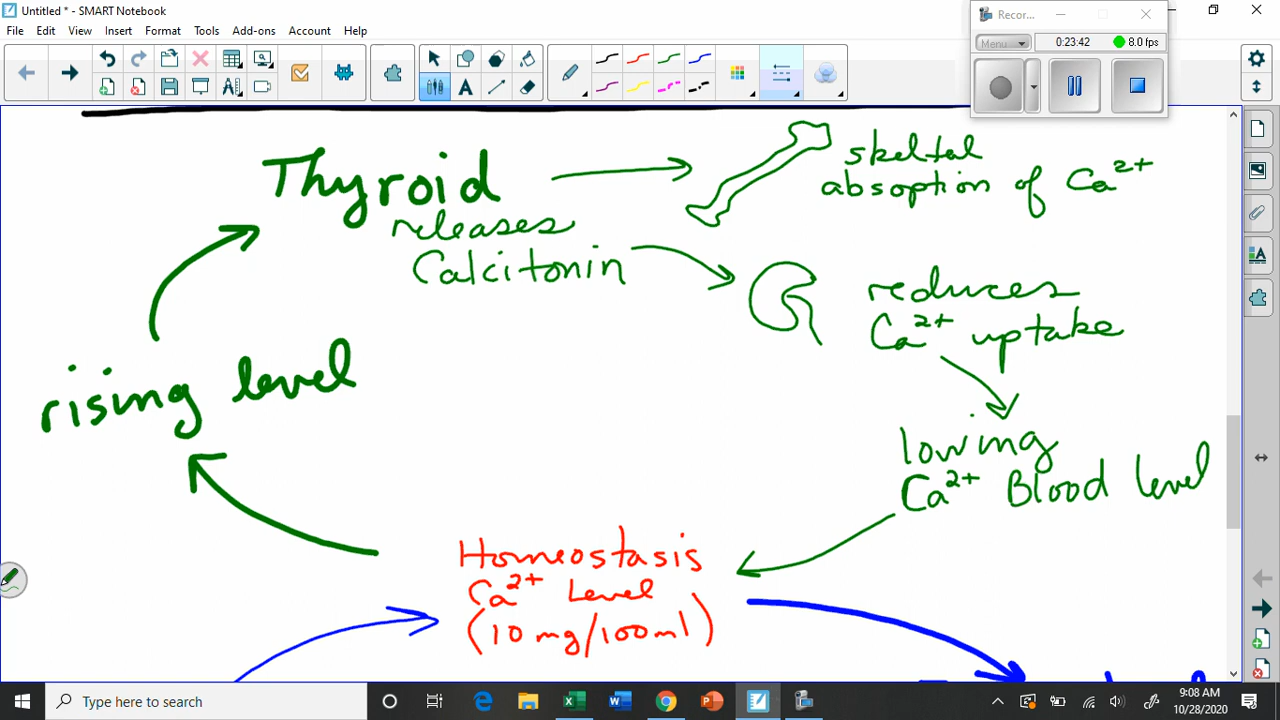 Untitled * - SMART Notebook
Recor...
File Edit View Insert Format Tools Add-ons Account Help
Menu
0:23:42
8.0 fps
Thyroid
releases
Calcitonin
skeltal
absoption of Ca2+
reduces
Ca2+ uptake
rising level
lowing
Ca2+ Blood level
Homeostasis
Ca2+ Level
(10 mg/100ml)
Type here to search
9:08 AM
10/28/2020